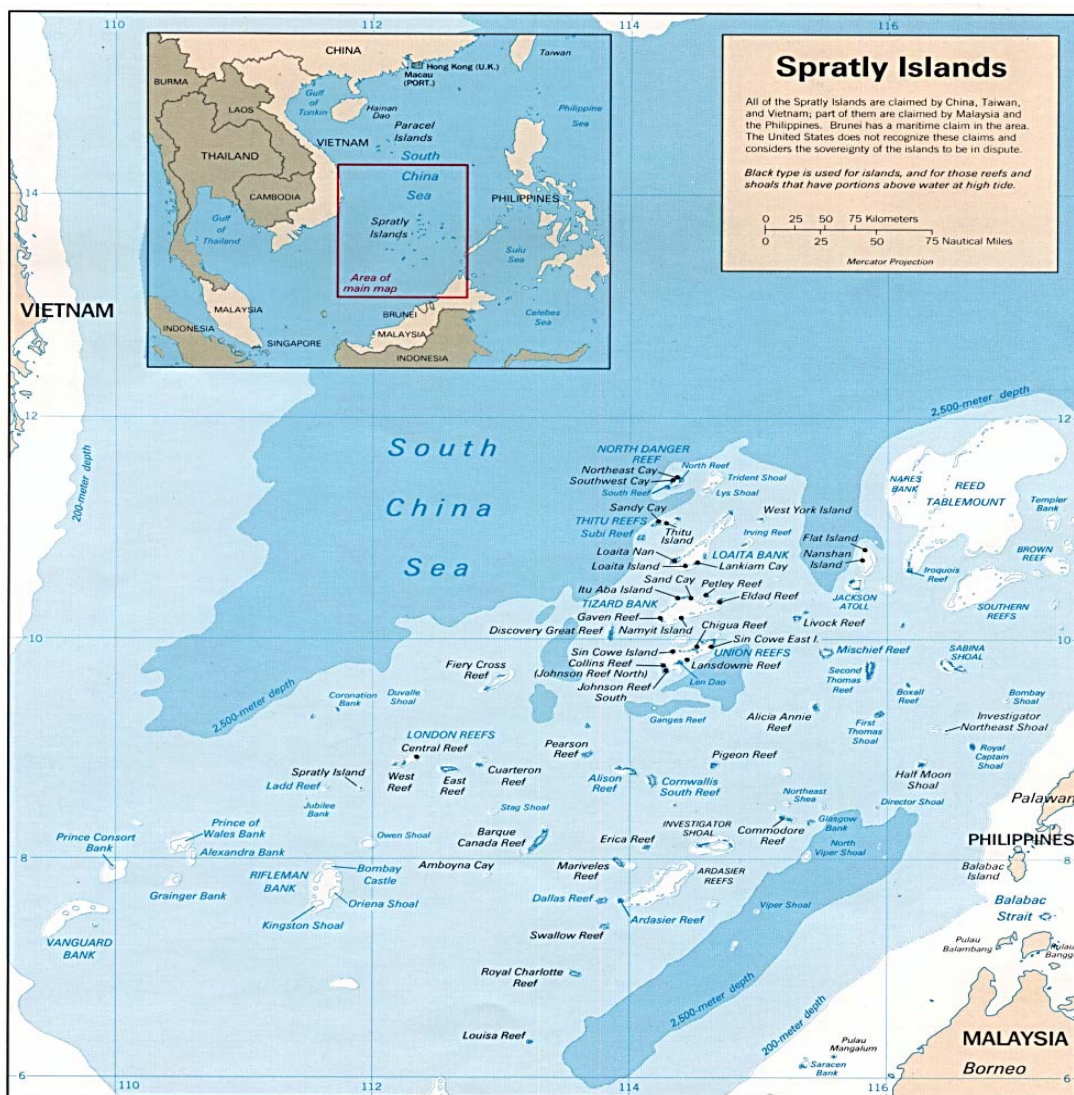 110
112
114
116
CHINA
Taiwan
BURMA
Hong Kong (U.K.)
Macau
(PORT.)
Gulf
of
Tonkin
Hainan
Dao
Philippine
Sea
LAOS
Paracel
Islands
VIETNAM
South
China
Sea
THAILAND
CAMBODIA
PHILIPPINES
Gulf
of
Thailand
Spratly
Islands
Sulu
Sea
Area of
main map
MALAYSIA
BRUNEI
MALAYSIA
Celebes
Sea
INDONESIA
SINGAPORE
INDONESIA
Spratly Islands
All of the Spratly Islands are claimed by China, Taiwan,
and Vietnam; part of them are claimed by Malaysia and
the Philippines. Brunei has a maritime claim in the area.
The United States does not recognize these claims and
considers the sovereignty of the islands to be in dispute.
Black type is used for islands, and for those reefs and
shoals that have portions above water at high tide.
0 25 50 75 Kilometers
0 25 50 75 Nautical Miles
Mercator Projection
14
14
VIETNAM
200-meter depth
12
12
2,500-meter depth
South
China
Sea
NORTH DANGER
REEF
Northeast Cay
North Reef
Southwest Cay
South Reef
Trident Shoal
Lys Shoal
NARES
BANK
REED
TABLEMOUNT
Templer
Bank
Sandy Cay
West York Island
THITU REEFS
Subi Reef
Thitu
Island
Irving Reef
Flat Island
Loaita Nan
LOAITA BANK
Nanshan
Island
BROWN
REEF
Loaita Island
Lankiam Cay
Iroquois
Reef
Sand Cay
Petley Reef
Itu Aba Island
Eldad Reef
TIZARD BANK
JACKSON
ATOLL
SOUTHERN
REEFS
Gaven Reef
Chigua Reef
Livock Reef
Discovery Great Reef
Namyit Island
10
10
Sin Cowe East I.
Sin Cowe Island
UNION REEFS
Mischief Reef
SABINA
SHOAL
Collins Reef
(Johnson Reef North)
Lansdowne Reef
Fiery Cross
Reef
Second
Thomas
Reef
Johnson Reef
South
Len Dao
Boxall
Reef
Coronation
Bank
Duvalle
Shoal
Bombay
Shoal
2,500-meter depth
Ganges Reef
Alicia Annie
Reef
First
Thomas
Shoal
Investigator
Northeast Shoal
LONDON REEFS
Central Reef
Pearson
Reef
Pigeon Reef
Royal
Captain
Shoal
Spratly Island
West
Reef
East
Reef
Cuarteron
Reef
Alison
Reef
Cornwallis
South Reef
Half Moon
Shoal
Ladd Reef
Palawan
Jubilee
Bank
Stag Shoal
Northeast
Shea
Director Shoal
Prince of
Wales Bank
Owen Shoal
Barque
Canada Reef
Erica Reef
INVESTIGATOR
SHOAL
Commodore
Reef
Glasgow
Bank
Prince Consort
Bank
Alexandra Bank
North
Viper Shoal
PHILIPPINES
8
8
RIFLEMAN
BANK
Bombay
Castle
Amboyna Cay
Mariveles
Reef
ARDASIER
REEFS
Balabac
Island
Grainger Bank
Oriena Shoal
Dallas Reef
Viper Shoal
Balabac
Strait
Kingston Shoal
Ardasier Reef
VANGUARD
BANK
Swallow Reef
Pulau
Balambang
Pulau
Royal Charlotte
Reef
2,500-meter depth
200-meter depth
Louisa Reef
Pulau
Mangalum
MALAYSIA
Borneo
Saracen
Bank
6
6
110
112
114
116